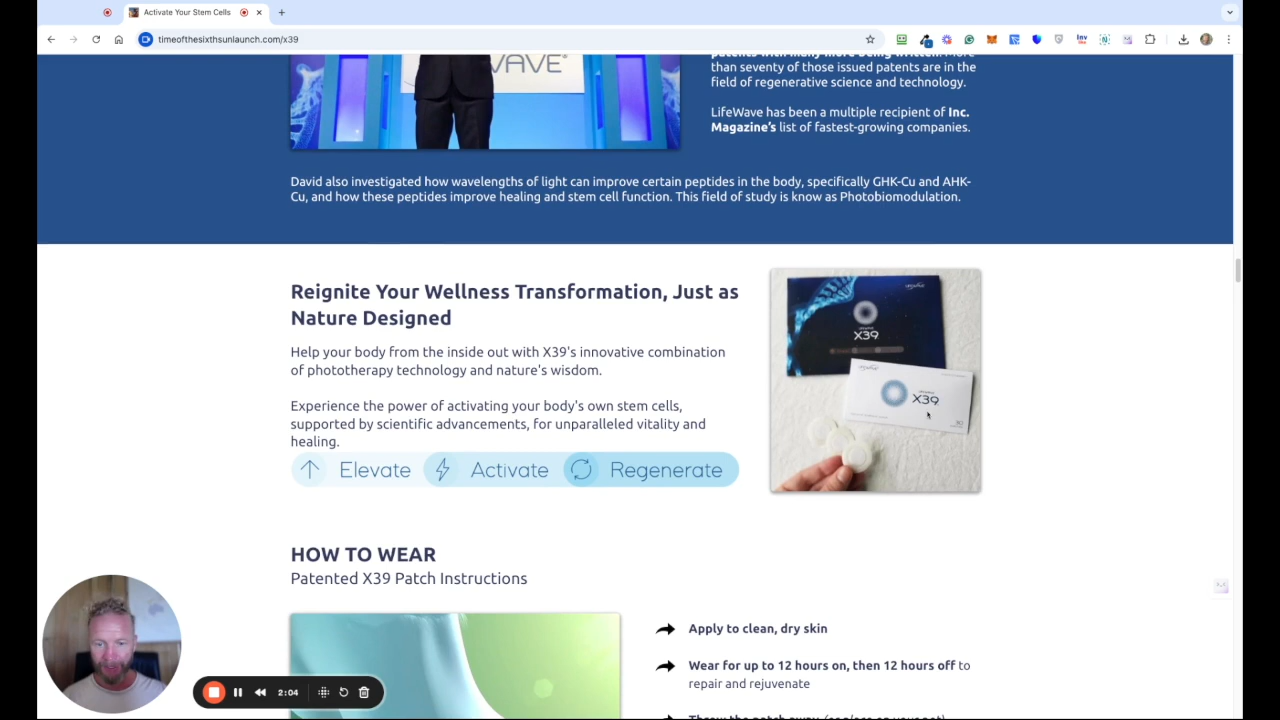 Activate Your Stem Cells
timeofthesixthsunlaunch.com/x39
WAVE®
than seventy of those issued patents are in the
field of regenerative science and technology.
LifeWave has been a multiple recipient of Inc.
Magazine's list of fastest-growing companies.
David also investigated how wavelengths of light can improve certain peptides in the body, specifically GHK-Cu and AHK-
Cu, and how these peptides improve healing and stem cell function. This field of study is know as Photobiomodulation.
Reignite Your Wellness Transformation, Just as
Nature Designed
Help your body from the inside out with X39's innovative combination
of phototherapy technology and nature's wisdom.
Experience the power of activating your body's own stem cells,
supported by scientific advancements, for unparalleled vitality and
healing.
Elevate Activate Regenerate
X39
X39
30
HOW TO WEAR
Patented X39 Patch Instructions
Apply to clean, dry skin
Wear for up to 12 hours on, then 12 hours off to
repair and rejuvenate
2:04